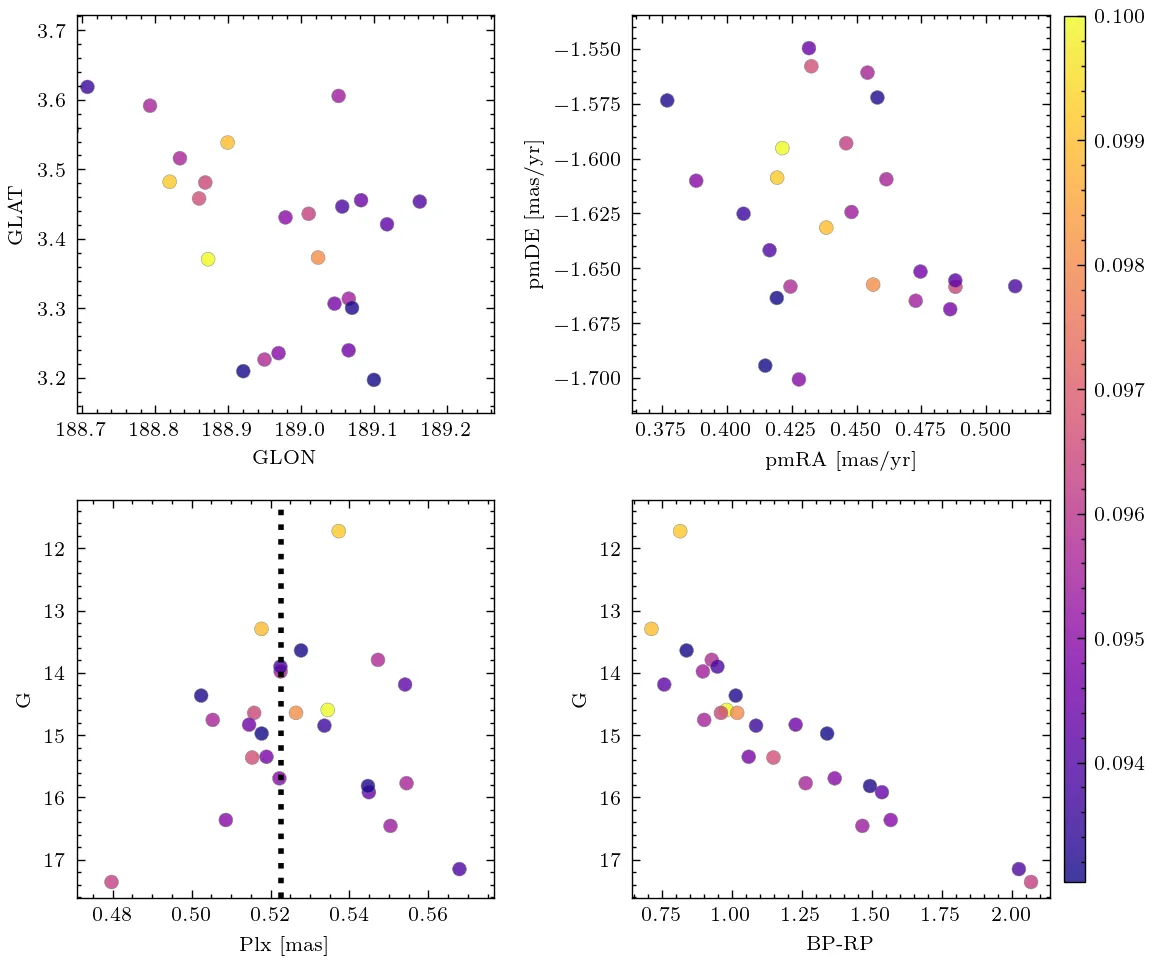 3.7
3.6
3.5
3.4
3.3
3.2
GLAT
188.7 188.8 188.9 189.0 189.1 189.2
GLON
−1.550
−1.575
−1.600
−1.625
−1.650
−1.675
−1.700
pmDE [mas/yr]
0.375 0.400 0.425 0.450 0.475 0.500
pmRA [mas/yr]
12
13
14
15
16
17
G
0.48 0.50 0.52 0.54 0.56
Plx [mas]
12
13
14
15
16
17
G
0.75 1.00 1.25 1.50 1.75 2.00
BP-RP
0.100
0.099
0.098
0.097
0.096
0.095
0.094